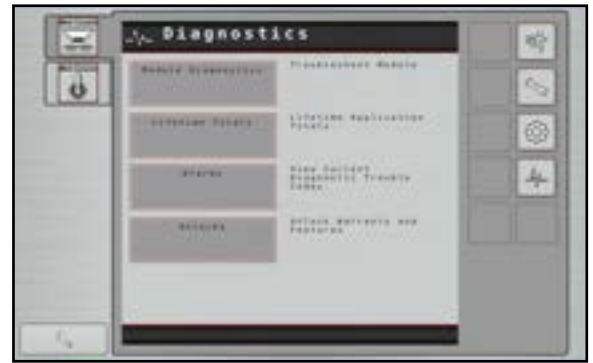 Diagnostics
Module Diagnostics
Troubleshoot Module
Lifetime Totals
Lifetime Application
Totals
Alarms
View Current
Diagnostic Trouble
Codes
Unlocks
Unlock Warranty and
Features